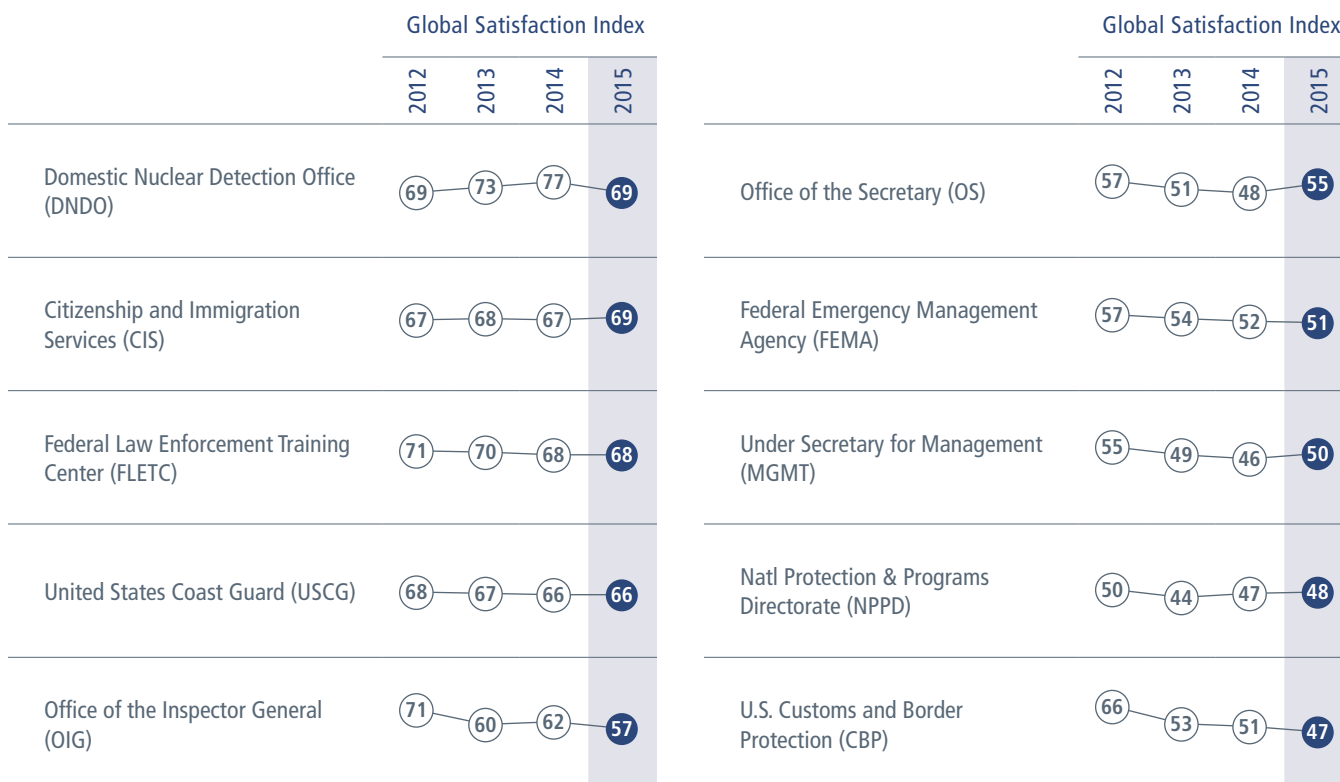 Global Satisfaction Index
2012 2013 2014 2015
Domestic Nuclear Detection Office
(DNDO)
69 73 77 69
Citizenship and Immigration
Services (CIS)
67 68 67 69
Federal Law Enforcement Training
Center (FLETC)
71 70 68 68
United States Coast Guard (USCG)
68 67 66 66
Office of the Inspector General
(OIG)
71 60 62 57
Global Satisfaction Index
2012 2013 2014 2015
Office of the Secretary (OS)
57 51 48 55
Federal Emergency Management
Agency (FEMA)
57 54 52 51
Under Secretary for Management
(MGMT)
55 49 46 50
Natl Protection & Programs
Directorate (NPPD)
50 44 47 48
U.S. Customs and Border
Protection (CBP)
66 53 51 47